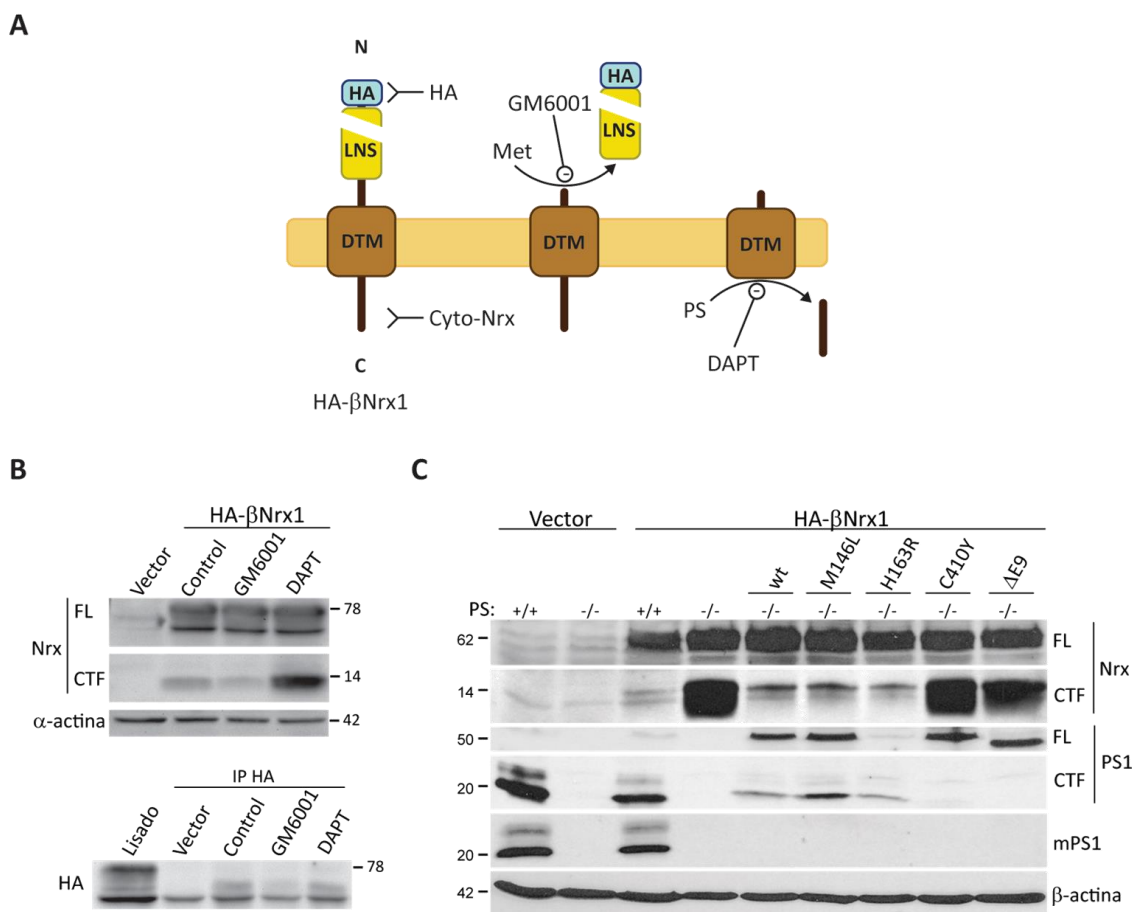 A
N
HA
HA
LNS
DTM
Cyto-Nrx
C
HA-βNrx1
GM6001
Met
HA
LNS
DTM
DTM
PS
DAPT
B
HA-βNrx1
Vector Control GM6001 DAPT
Nrx
FL 78
CTF 14
α-actina 42
IP HA
Lisado Vector Control GM6001 DAPT
HA 78
C
Vector HA-βNrx1
wt M146L H163R C410Y ΔE9
PS: +/+ -/- +/+ -/- -/- -/- -/- -/- -/-
62 FL
Nrx
14 CTF
50 FL
PS1
20 CTF
20 mPS1
42 β-actina